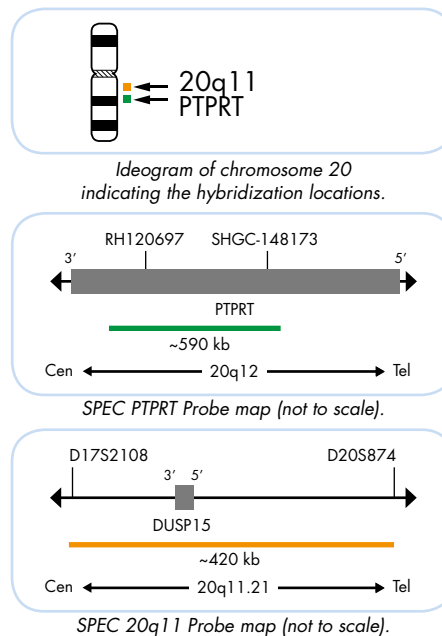 20q11
PTPRT
Ideogram of chromosome 20
indicating the hybridization locations.
RH120697 SHGC-148173
3’ 5’
PTPRT
~590 kb
Cen 20q12 Tel
SPEC PTPRT Probe map (not to scale).
D17S2108 D20S874
3’ 5’
DUSP15
~420 kb
Cen 20q11.21 Tel
SPEC 20q11 Probe map (not to scale).